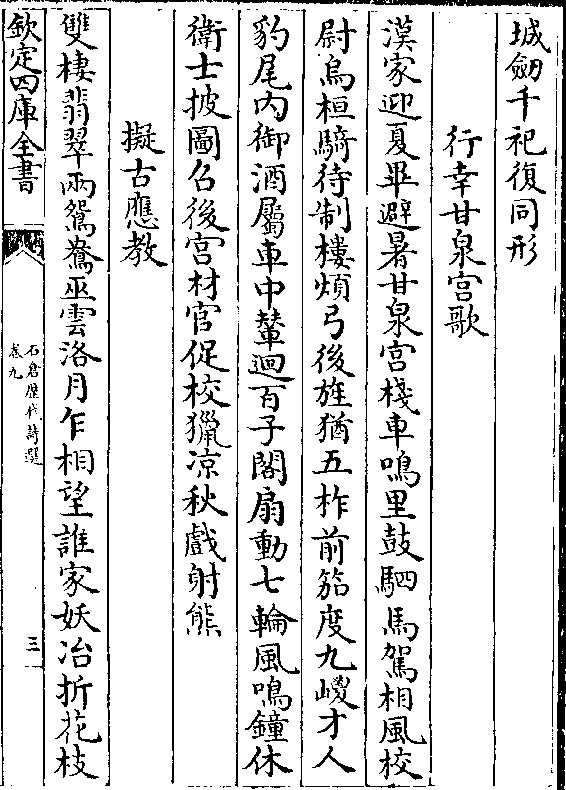 城劒千祀復同形
行幸甘泉宫歌
漢家迎夏畢避暑甘泉宫棧車鳴里鼓駟馬駕相風校
尉烏桓騎待制樓煩弓後旌猶五柞前笳度九嵕才人
豹尾内御酒屬車中輦迴百子閣扇動七輪風鳴鐘休
衛士披圖召後宫材官促校獵凉秋戲射熊
擬古應教
雙棲翡翠兩鴛鴦巫雲洛月乍相望誰家妖冶折花枝
欽定四庫全書
石倉歷代詩選
卷九
三